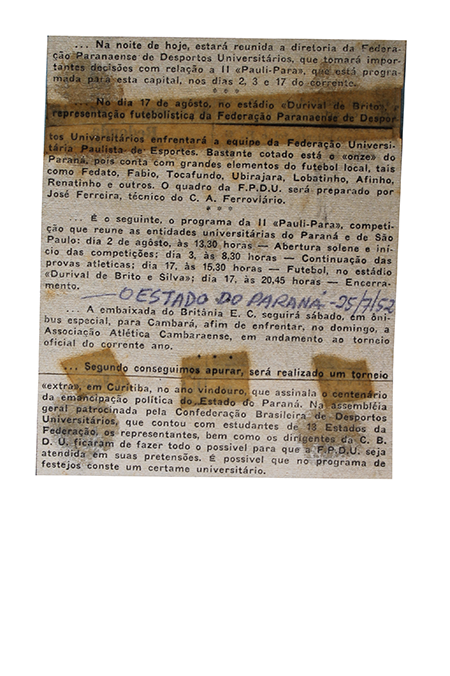 ... Na noite de hoje, estará reunida a diretoria da Federa-
ção Paranaense de Desportos Universitários, que tomará impor-
tantes decisões com relação a II «Pauli-Para», que está progra-
mada para esta capital, nos dias 2, 3 e 17 do corrente.
* * *
... No dia 17 de agosto, no estádio «Durival de Brito», a
representação futebolística da Federação Paranaense de Despor
tos Universitários enfrentará a equipe da Federação Universi-
tária Paulista de Esportes. Bastante cotado está o «onze» do
Paraná, pois conta com grandes elementos do futebol local, tais
como Fedato, Fabio, Tocafundo, Ubirajara, Lobatinho, Afinho,
Renatinho e outros. O quadro da F.P.D.U. será preparado por
José Ferreira, técnico do C. A. Ferroviário.
* * *
... É o seguinte, o programa da II «Pauli-Para», competi-
ção que reune as entidades universitárias do Paraná e de São
Paulo: dia 2 de agôsto, às 13,30 horas — Abertura solene e iní-
cio das competições; dia 3, às 8,30 horas — Continuação das
provas atleticas; dia 17, às 15,30 horas — Futebol, no estádio
«Durival de Brito e Silva»; dia 17, às 20,45 horas — Encerra-
mento.
— O ESTADO DO PARANÁ - 25/7/52
... A embaixada do Britânia E. C. seguirá sábado, em ôni-
bus especial, para Cambará, afim de enfrentar, no domingo, a
Associação Atlética Cambaraense, em andamento ao torneio
oficial do corrente ano.
* * *
... Segundo conseguimos apurar, será realizado um torneio
«extra», em Curitiba, no ano vindouro, que assinala o centenário
da emancipação política do Estado do Paraná. Na assembléia
geral patrocinada pela Confederação Brasileira de Desportos
Universitários, que contou com estudantes de 18 Estados da
Federação, os representantes, bem como os dirigentes da C. B.
D. U. ficaram de fazer todo o possivel para que a F.P.D.U. seja
atendida em suas pretensões. É possivel que no programa de
festejos conste um certame universitário.